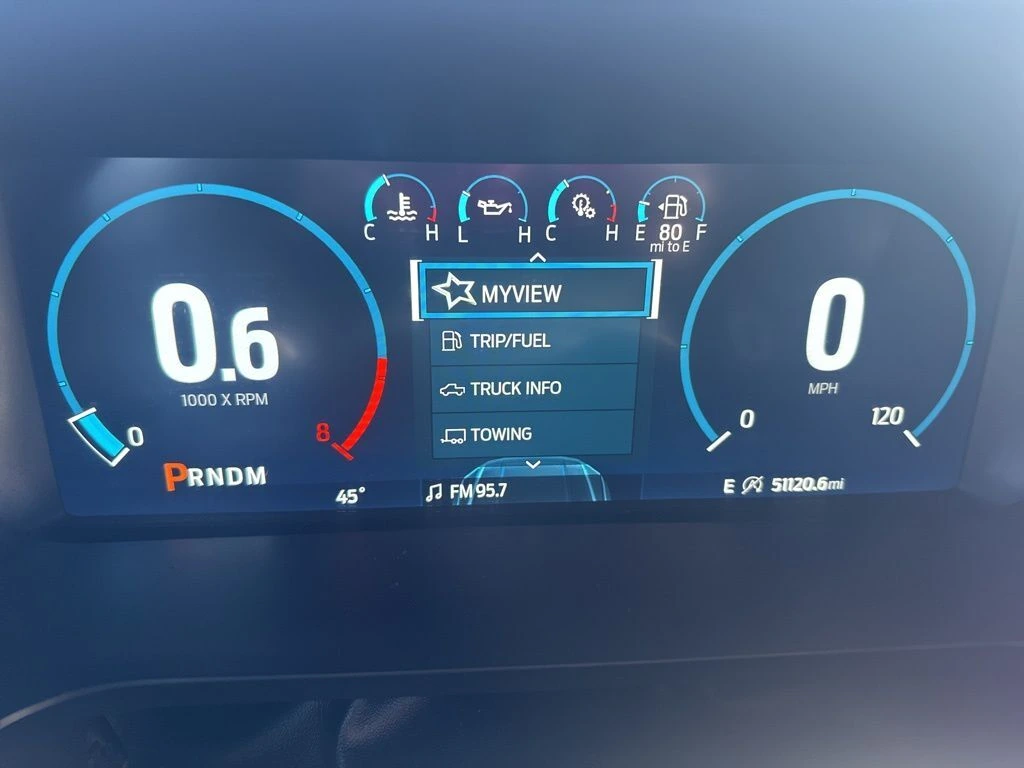 C H
L H
C H
E 80 F
mi to E
MYVIEW
TRIP/FUEL
TRUCK INFO
TOWING
0.6
1000 X RPM
0 8
PRNDM
45°
FM 95.7
0
MPH
0 120
E 51120.6mi